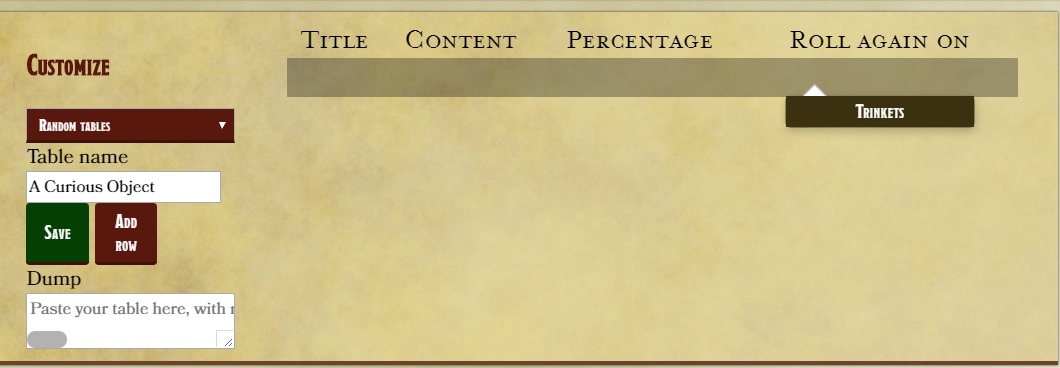 Title Content Percentage Roll again on
Customize
Trinkets
Random tables
Table name
A Curious Object
Save
Add
row
Dump
Paste your table here, with